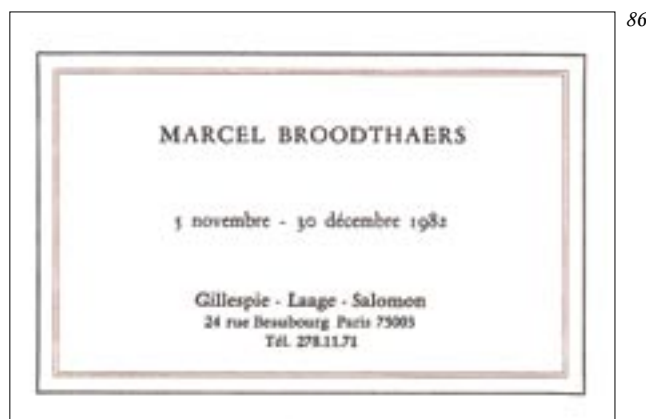 86
MARCEL BROODTHAERS
5 novembre - 30 décembre 1982
Gillespie - Laage - Salomon
24 rue Beaubourg Paris 75003
Tél. 278.11.71